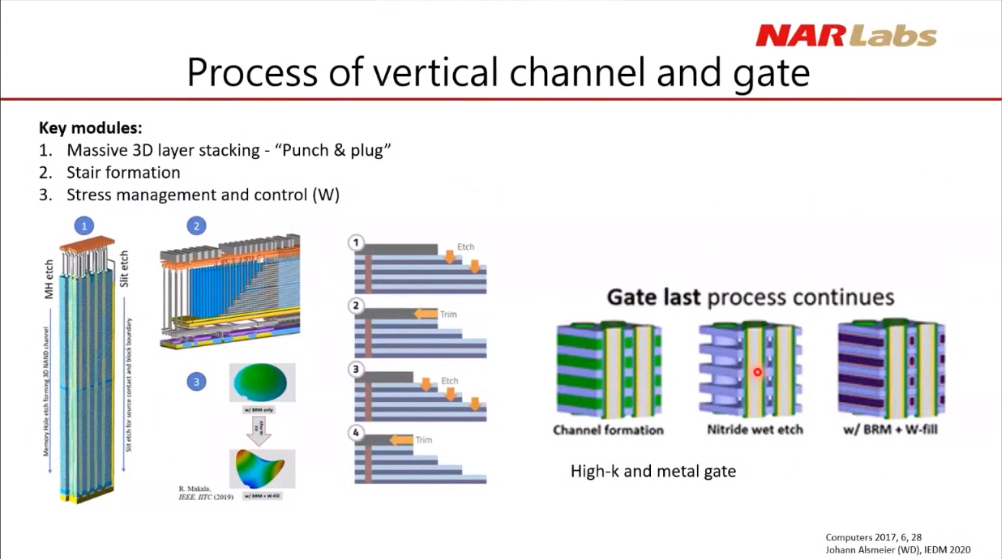 NARLabs
Process of vertical channel and gate
Key modules:
1. Massive 3D layer stacking - “Punch & plug”
2. Stair formation
3. Stress management and control (W)
1
2
MH etch
Slit etch
Memory Hole etch forming 3D NAND channel
Slit etch for source contact and block boundary
3
w/ BRM only
w/ BRM + W-fill
R. Makala,
IEEE, IITC (2019)
1
Etch
2
Trim
3
Etch
4
Trim
Gate last process continues
Channel formation
Nitride wet etch
w/ BRM + W-fill
High-k and metal gate
Computers 2017, 6, 28
Johann Alsmeier (WD), IEDM 2020